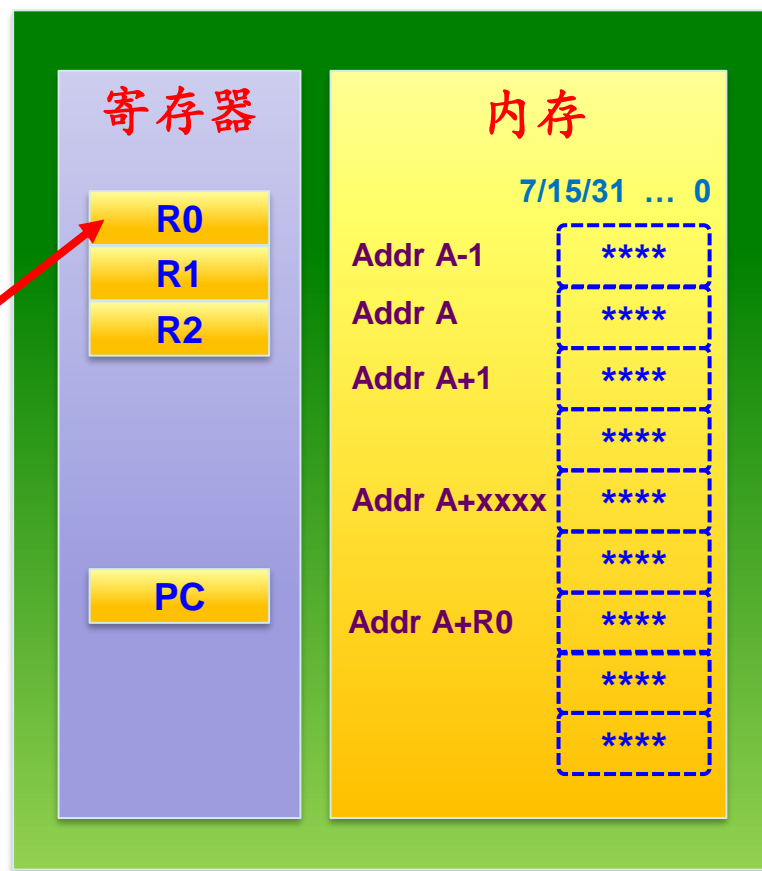 寄存器
R0
R1
R2
PC
内存
7/15/31 … 0
Addr A-1 ****
Addr A ****
Addr A+1 ****
****
Addr A+xxxx ****
****
Addr A+R0 ****
****
****